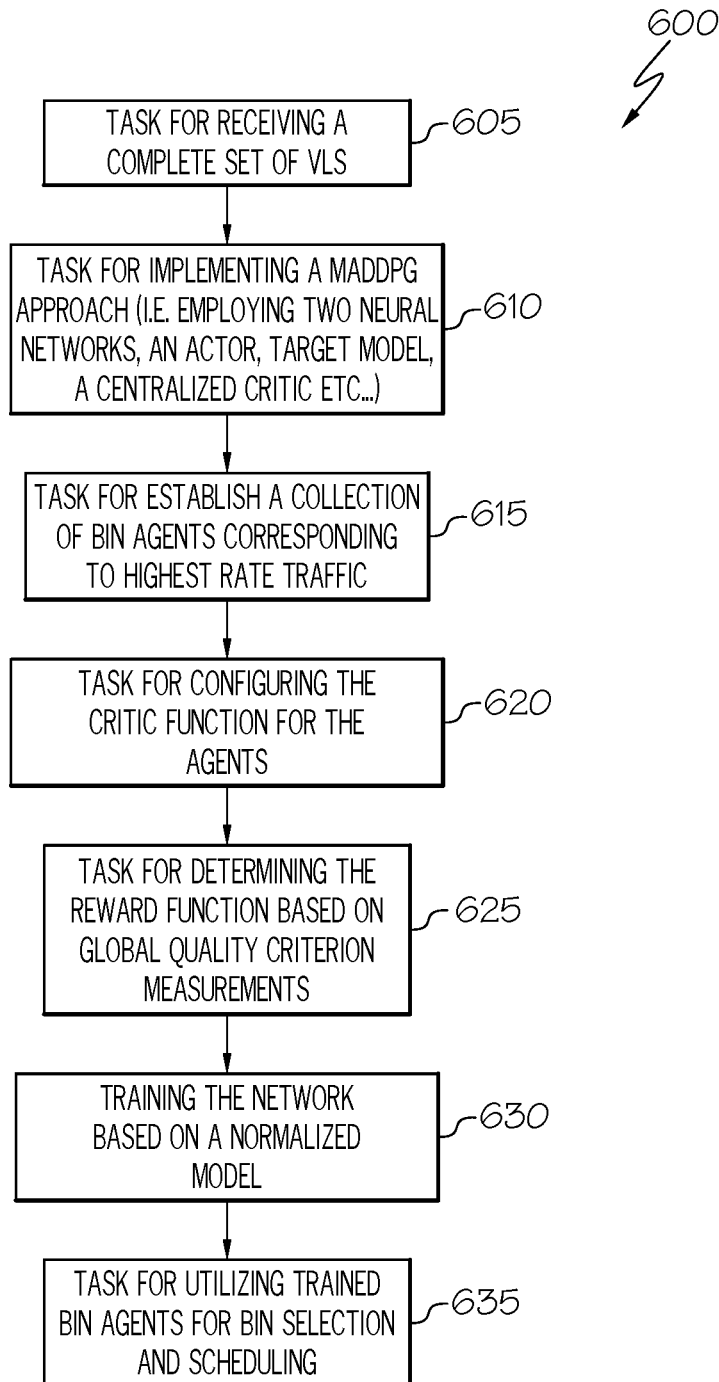 600
TASK FOR RECEIVING A
COMPLETE SET OF VLS
605
TASK FOR IMPLEMENTING A MADDPG
APPROACH (I.E. EMPLOYING TWO NEURAL
NETWORKS, AN ACTOR, TARGET MODEL,
A CENTRALIZED CRITIC ETC...)
610
TASK FOR ESTABLISH A COLLECTION
OF BIN AGENTS CORRESPONDING
TO HIGHEST RATE TRAFFIC
615
TASK FOR CONFIGURING THE
CRITIC FUNCTION FOR THE
AGENTS
620
TASK FOR DETERMINING THE
REWARD FUNCTION BASED ON
GLOBAL QUALITY CRITERION
MEASUREMENTS
625
TRAINING THE NETWORK
BASED ON A NORMALIZED
MODEL
630
TASK FOR UTILIZING TRAINED
BIN AGENTS FOR BIN SELECTION
AND SCHEDULING
635